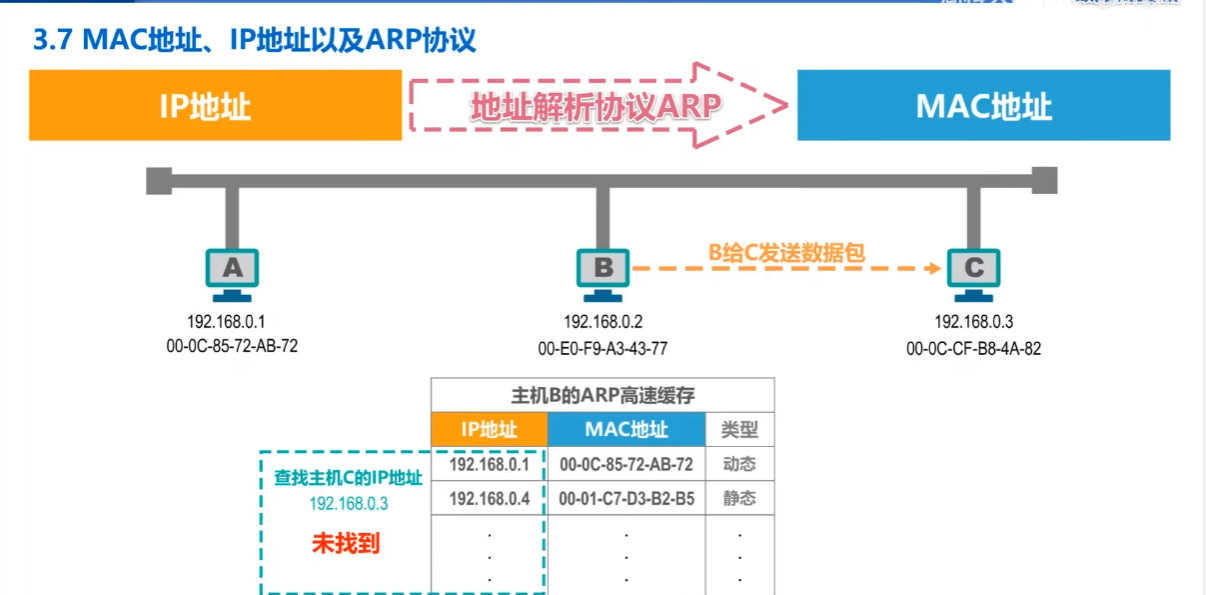 3.7 MAC地址、IP地址以及ARP协议
IP地址
地址解析协议ARP
MAC地址
B给C发送数据包
A
B
C
192.168.0.1
192.168.0.2
192.168.0.3
00-0C-85-72-AB-72
00-E0-F9-A3-43-77
00-0C-CF-B8-4A-82
主机B的ARP高速缓存
IP地址 MAC地址 类型
192.168.0.1 00-0C-85-72-AB-72 动态
192.168.0.4 00-01-C7-D3-B2-B5 静态
查找主机C的IP地址
192.168.0.3
未找到